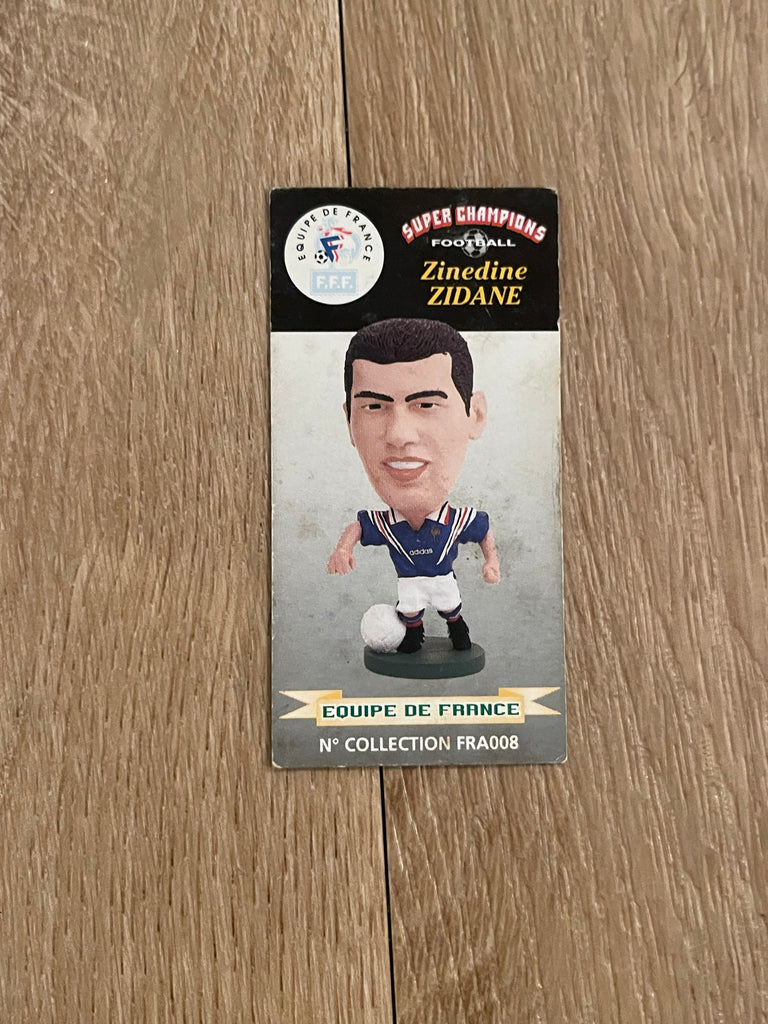 EQUIPE DE FRANCE
F
F.F.F.
SUPER CHAMPIONS
FOOTBALL
Zinedine
ZIDANE
adidas
EQUIPE DE FRANCE
N° COLLECTION FRA008